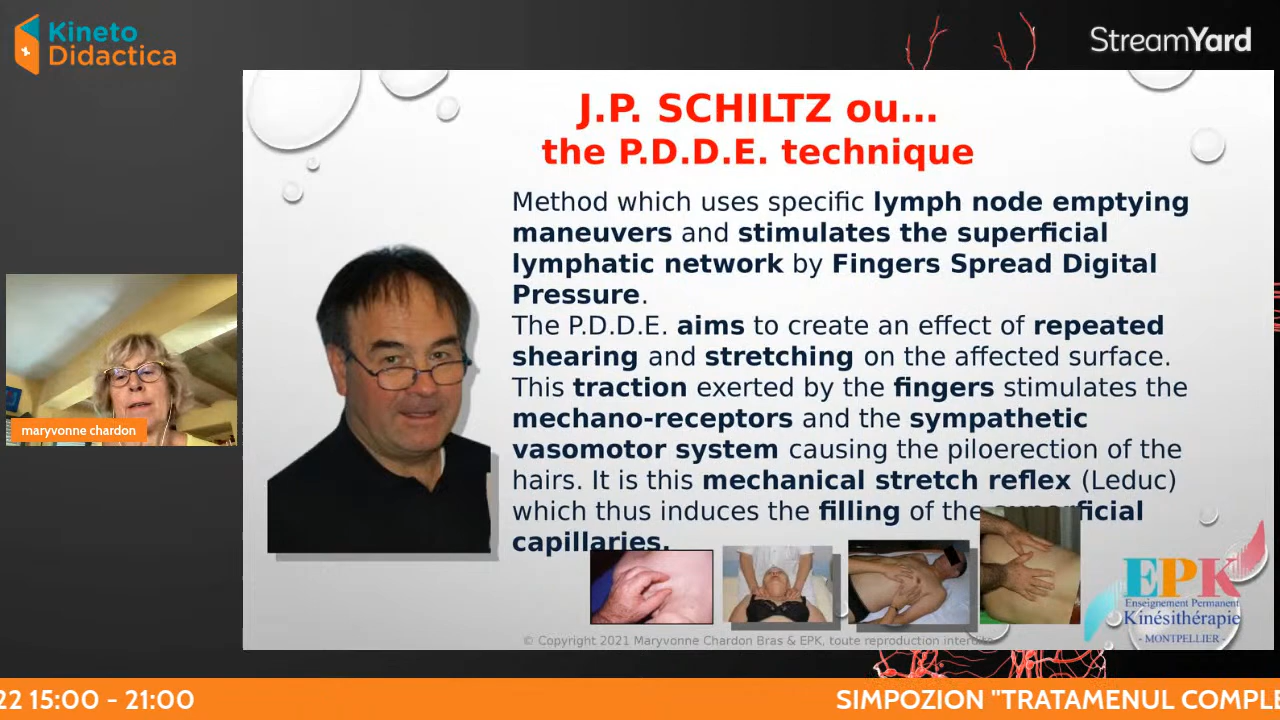 Kineto
Didactica
StreamYard
J.P. SCHILTZ ou...
the P.D.D.E. technique
Method which uses specific lymph node emptying
maneuvers and stimulates the superficial
lymphatic network by Fingers Spread Digital
Pressure.
The P.D.D.E. aims to create an effect of repeated
shearing and stretching on the affected surface.
This traction exerted by the fingers stimulates the
mechano-receptors and the sympathetic
vasomotor system causing the piloerection of the
hairs. It is this mechanical stretch reflex (Leduc)
which thus induces the filling of the superficial
capillaries.
maryvonne chardon
EPK
Enseignement Permanent
Kinésithérapie
- MONTPELLIER -
© Copyright 2021 Maryvonne Chardon Bras & EPK, toute reproduction interdite
22 15:00 - 21:00
SIMPOZION "TRATAMENUL COMPLE